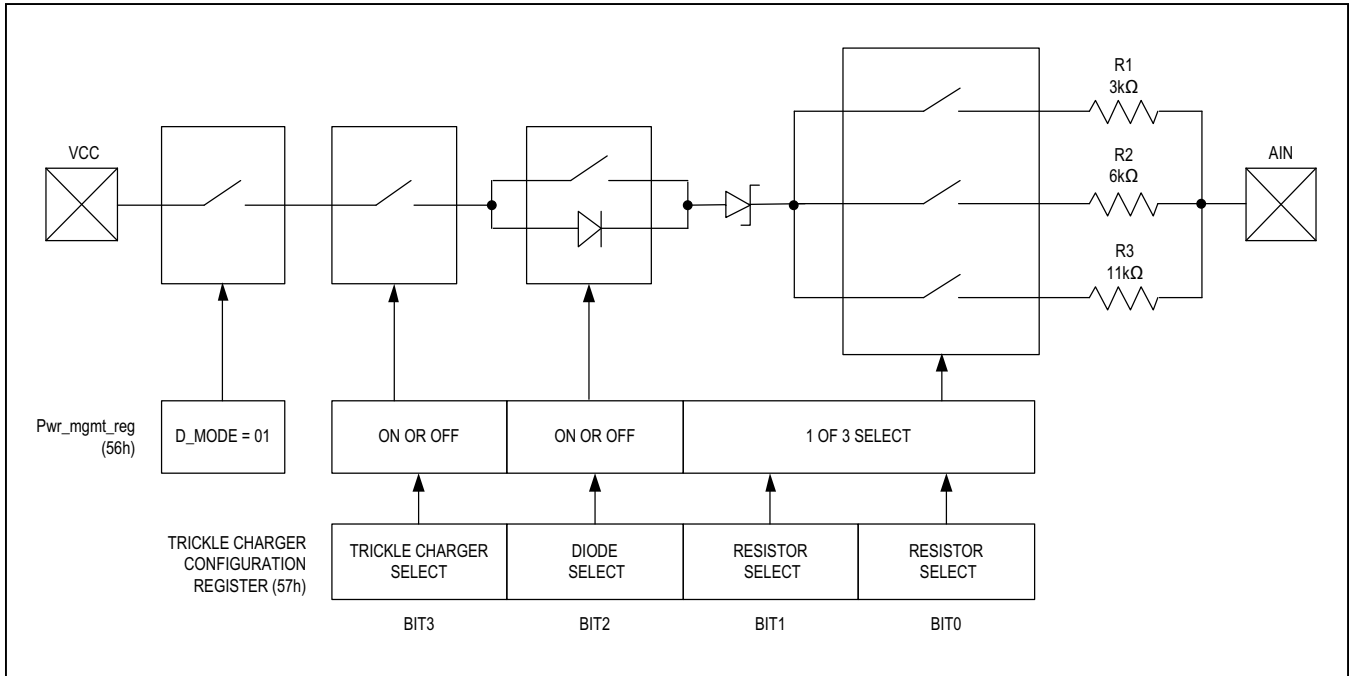 R1
3kΩ
VCC
R2
6kΩ
AIN
R3
11kΩ
Pwr_mgmt_reg
(56h)
D_MODE = 01
ON OR OFF
ON OR OFF
1 OF 3 SELECT
TRICKLE CHARGER
CONFIGURATION
REGISTER (57h)
TRICKLE CHARGER
SELECT
DIODE
SELECT
RESISTOR
SELECT
RESISTOR
SELECT
BIT3
BIT2
BIT1
BIT0